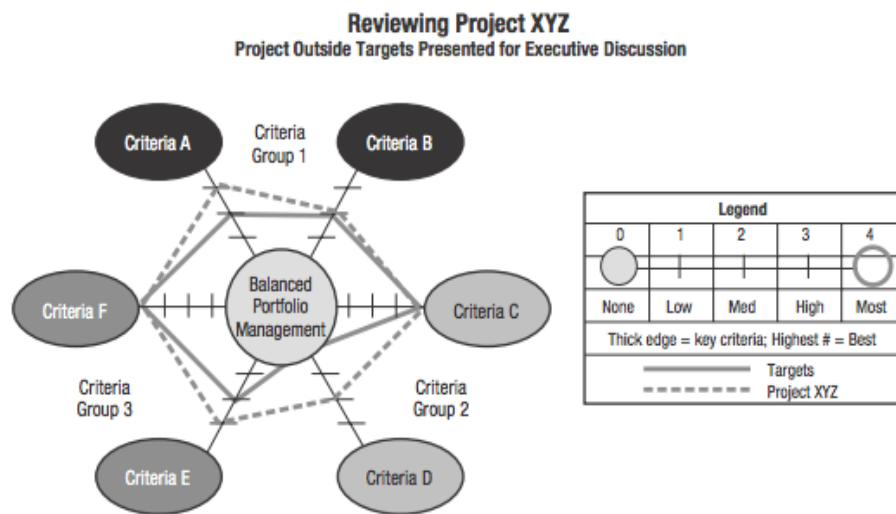 Reviewing Project XYZ
Project Outside Targets Presented for Executive Discussion
Criteria A
Criteria
Group 1
Criteria B
Criteria F
Balanced
Portfolio
Management
Criteria C
Criteria
Group 3
Criteria
Group 2
Criteria E
Criteria D
Legend
0 1 2 3 4
None Low Med High Most
Thick edge = key criteria; Highest # = Best
Targets
Project XYZ